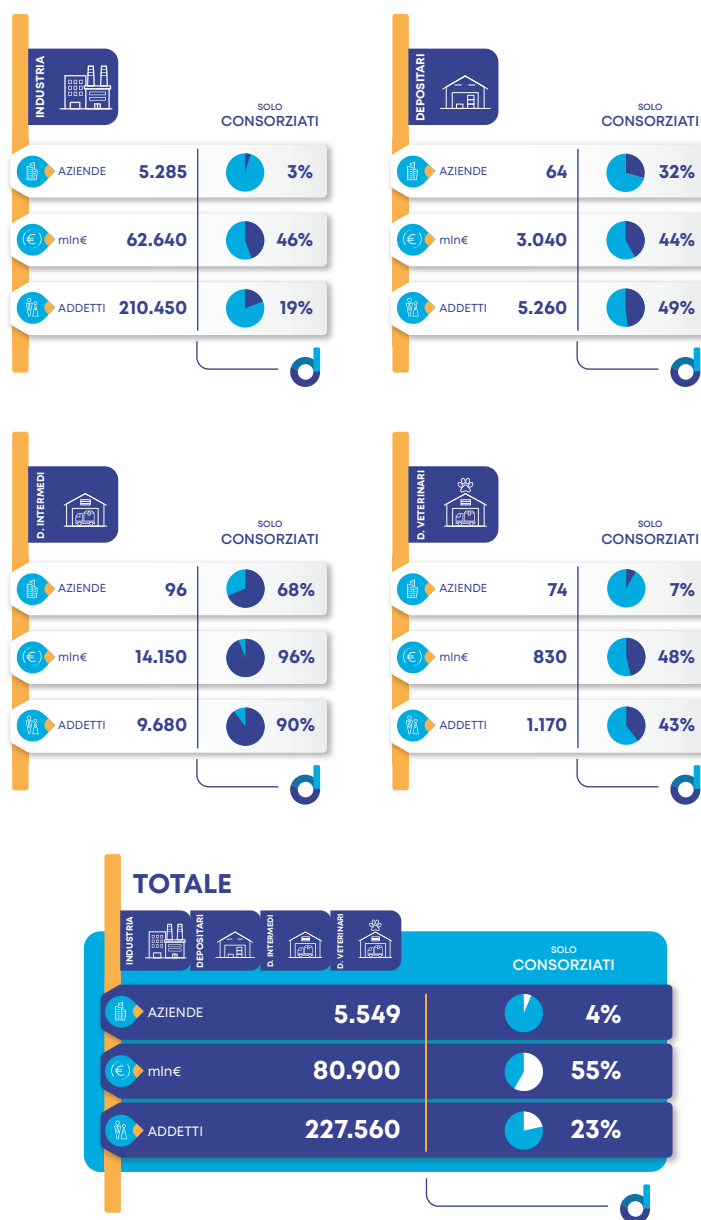 INDUSTRIA
SOLO
CONSORZIATI
AZIENDE 5.285 3%
mln€ 62.640 46%
ADDETTI 210.450 19%
DEPOSITARI
SOLO
CONSORZIATI
AZIENDE 64 32%
mln€ 3.040 44%
ADDETTI 5.260 49%
D. INTERMEDI
SOLO
CONSORZIATI
AZIENDE 96 68%
mln€ 14.150 96%
ADDETTI 9.680 90%
D. VETERINARI
SOLO
CONSORZIATI
AZIENDE 74 7%
mln€ 830 48%
ADDETTI 1.170 43%
TOTALE
INDUSTRIA DEPOSITARI D. INTERMEDI D. VETERINARI
SOLO
CONSORZIATI
AZIENDE 5.549 4%
mln€ 80.900 55%
ADDETTI 227.560 23%